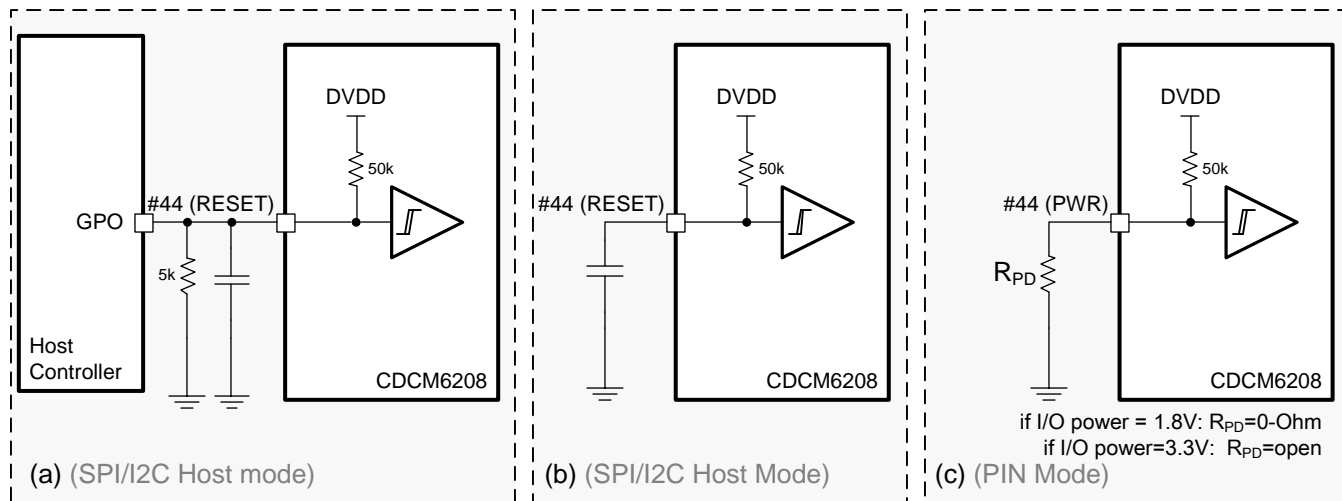 DVDD
50k
#44 (RESET)
GPO
5k
Host
Controller
CDCM6208
(a) (SPI/I2C Host mode)
DVDD
50k
#44 (RESET)
CDCM6208
(b) (SPI/I2C Host Mode)
DVDD
50k
#44 (PWR)
RPD
CDCM6208
if I/O power = 1.8V: RPD=0-Ohm
if I/O power=3.3V: RPD=open
(c) (PIN Mode)